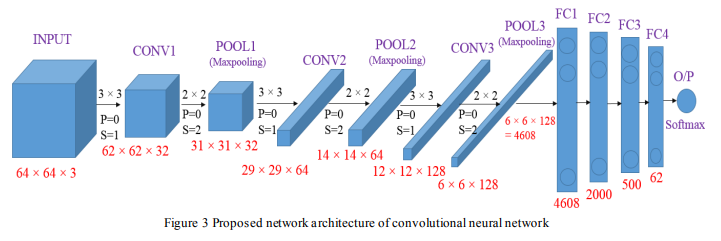 INPUT
64 × 64 × 3
3 × 3
P=0
S=1
CONV1
62 × 62 × 32
2 × 2
P=0
S=2
POOL1
(Maxpooling)
31 × 31 × 32
3 × 3
P=0
S=1
CONV2
29 × 29 × 64
2 × 2
P=0
S=2
POOL2
(Maxpooling)
14 × 14 × 64
3 × 3
P=0
S=1
CONV3
12 × 12 × 128
2 × 2
P=0
S=2
POOL3
(Maxpooling)
6 × 6 × 128
6 × 6 × 128
= 4608
FC1
4608
FC2
2000
FC3
500
FC4
62
O/P
Softmax
Figure 3 Proposed network architecture of convolutional neural network